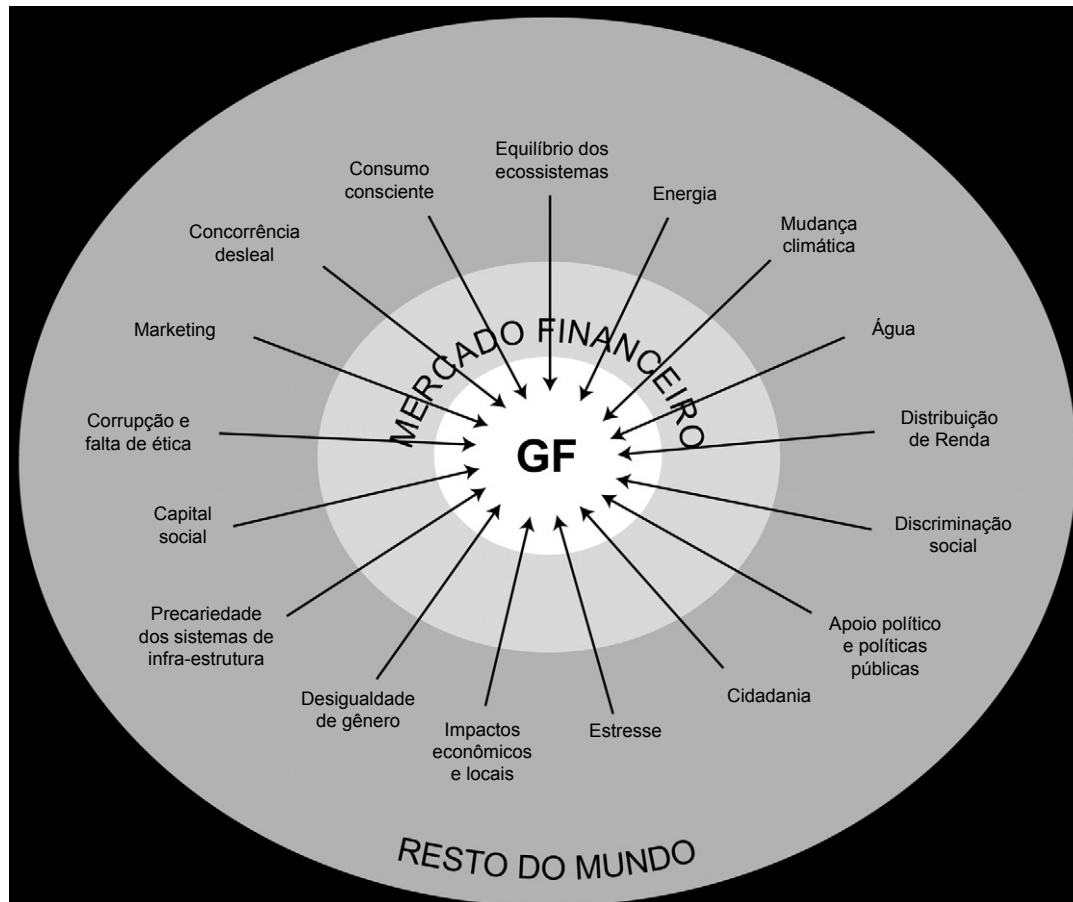 Equilíbrio dos
ecossistemas
Consumo
consciente
Energia
Concorrência
desleal
Mudança
climática
Marketing
MERCADO FINANCEIRO
Água
Corrupção e
falta de ética
GF
Distribuição
de Renda
Capital
social
Discriminação
social
Precariedade
dos sistemas de
infra-estrutura
Apoio político
e políticas
públicas
Desigualdade
de gênero
Impactos
econômicos
e locais
Estresse
Cidadania
RESTO DO MUNDO